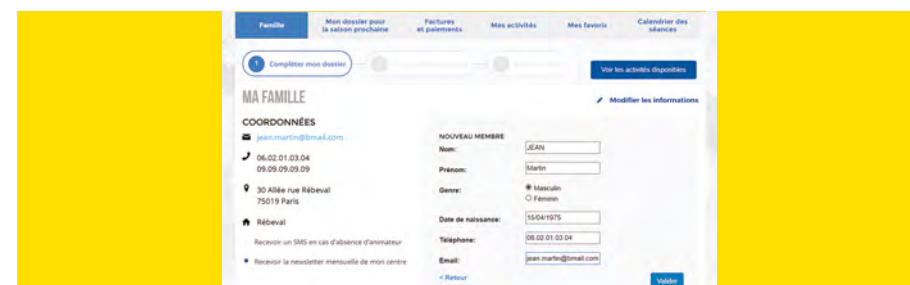 Famille
Mon dossier pour
la saison prochaine
Factures
et paiements
Mes activités
Mes favoris
Calendrier des
séances
1 Compléter mon dossier
Voir les activités disponibles
MA FAMILLE
Modifier les informations
COORDONNÉES
jean.martin@bmail.com
06.02.01.03.04
09.09.09.09.09
30 Allée rue Rébeval
75019 Paris
Rébeval
Recevoir un SMS en cas d'absence d'animateur
Recevoir la newsletter mensuelle de mon centre
NOUVEAU MEMBRE
Nom: JEAN
Prénom: Martin
Genre: Masculin
Féminin
Date de naissance: 15/04/1975
Téléphone: 06.02.01.03.04
Email: jean.martin@bmail.com
< Retour
Valider